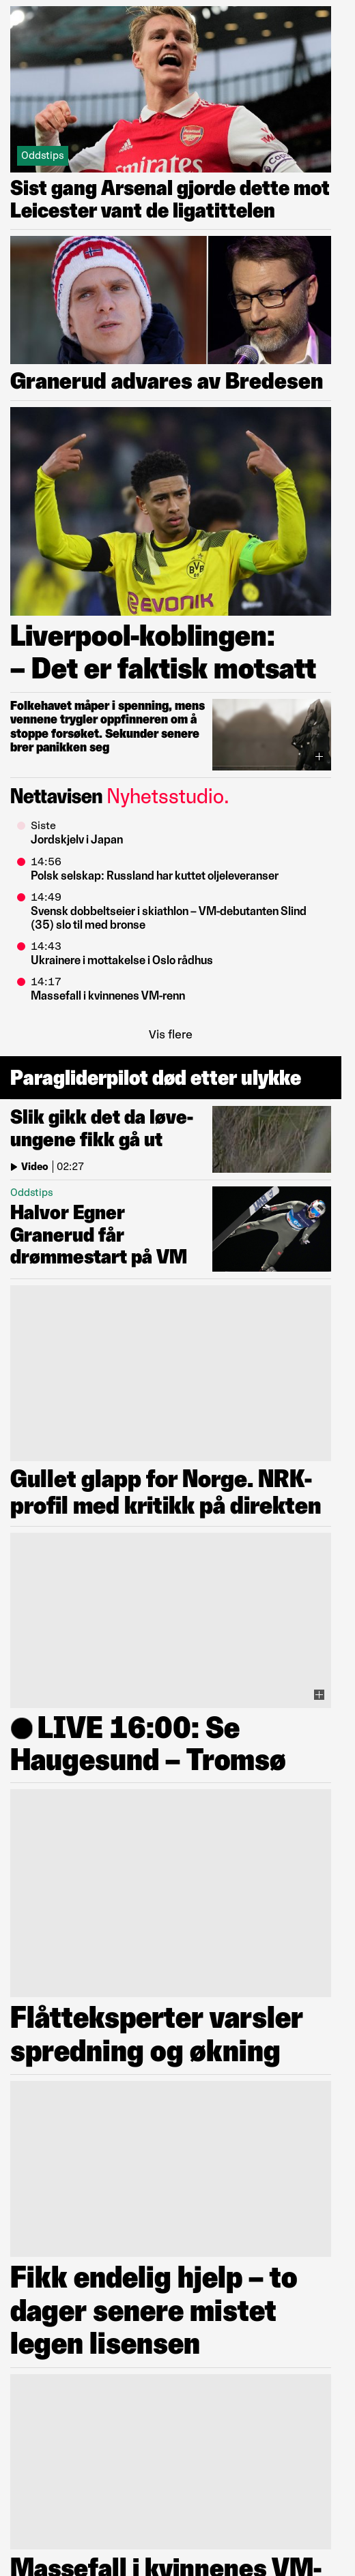 Emirates
Oddstips
Sist gang Arsenal gjorde dette mot
Leicester vant de ligatittelen
Granerud advares av Bredesen
BVB
09
EVONIK
Liverpool-koblingen:
– Det er faktisk motsatt
Folkehavet måper i spenning, mens
vennene trygler oppfinneren om å
stoppe forsøket. Sekunder senere
brer panikken seg
Nettavisen Nyhetsstudio.
Siste
Jordskjelv i Japan
14:56
Polsk selskap: Russland har kuttet oljeleveranser
14:49
Svensk dobbeltseier i skiathlon – VM-debutanten Slind
(35) slo til med bronse
14:43
Ukrainere i mottakelse i Oslo rådhus
14:17
Massefall i kvinnenes VM-renn
Vis flere
Paragliderpilot død etter ulykke
Slik gikk det da løve-
ungene fikk gå ut
Video | 02:27
Oddstips
Halvor Egner
Granerud får
drømmestart på VM
Gullet glapp for Norge. NRK-
profil med kritikk på direkten
LIVE 16:00: Se
Haugesund – Tromsø
Flåtteksperter varsler
spredning og økning
Fikk endelig hjelp – to
dager senere mistet
legen lisensen
Massefall i kvinnenes VM-